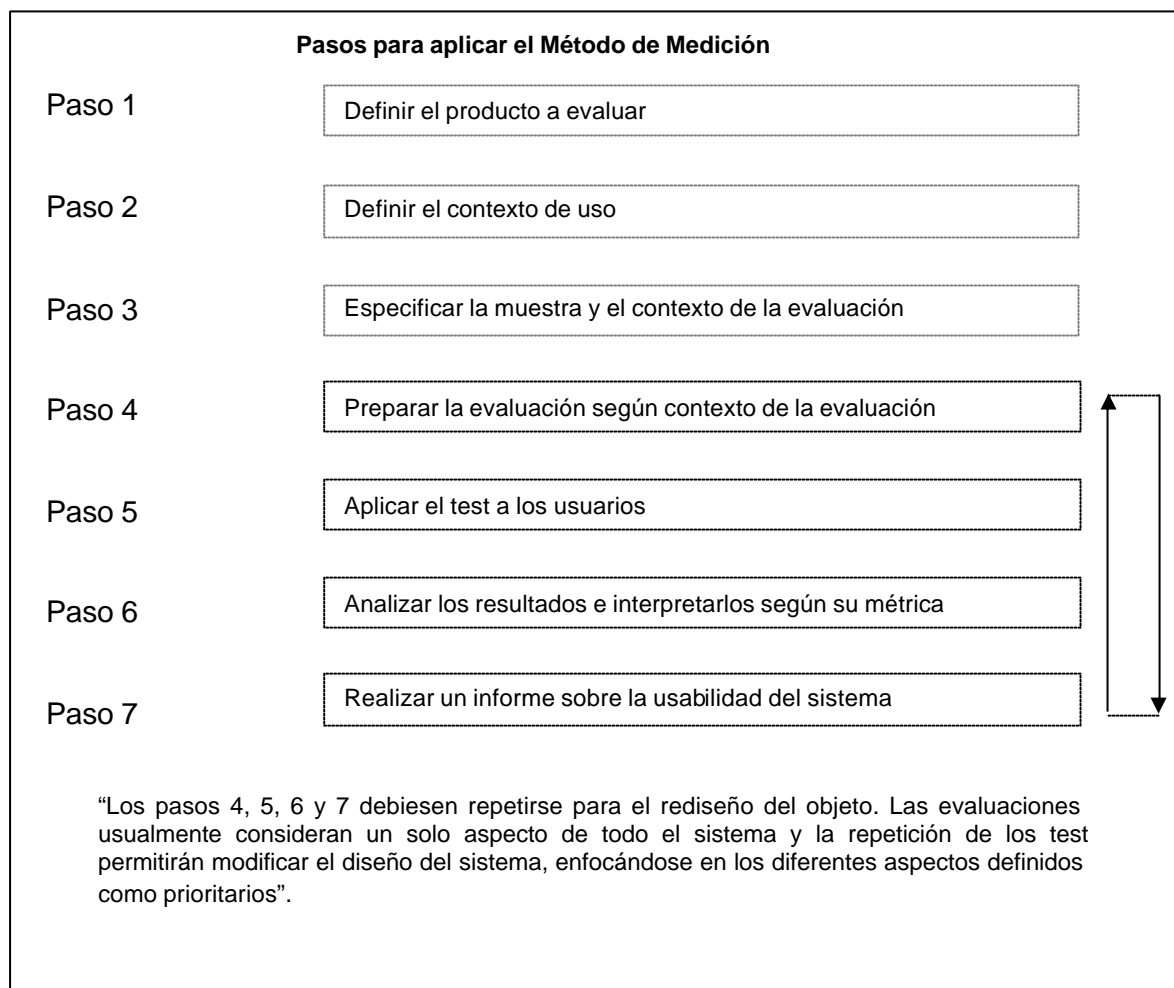 Pasos para aplicar el Método de Medición
Paso 1
Definir el producto a evaluar
Paso 2
Definir el contexto de uso
Paso 3
Especificar la muestra y el contexto de la evaluación
Paso 4
Preparar la evaluación según contexto de la evaluación
Paso 5
Aplicar el test a los usuarios
Paso 6
Analizar los resultados e interpretarlos según su métrica
Paso 7
Realizar un informe sobre la usabilidad del sistema
“Los pasos 4, 5, 6 y 7 debiesen repetirse para el rediseño del objeto. Las evaluaciones
usualmente consideran un solo aspecto de todo el sistema y la repetición de los test
permitirán modificar el diseño del sistema, enfocándose en los diferentes aspectos definidos
como prioritarios”.